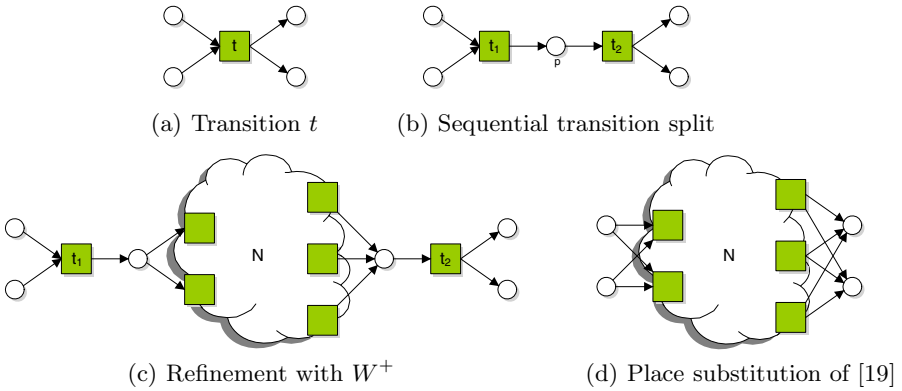 t
t1 p t2
(a) Transition t
(b) Sequential transition split
t1 N t2
N
(c) Refinement with W+
(d) Place substitution of [19]